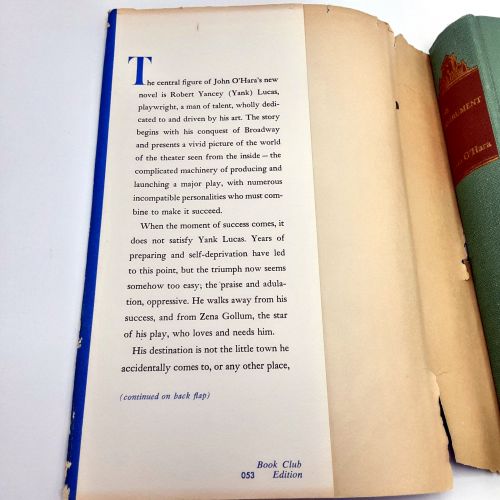 The central figure of John O'Hara's new
novel is Robert Yancey (Yank) Lucas,
playwright, a man of talent, wholly dedi-
cated to and driven by his art. The story
begins with his conquest of Broadway
and presents a vivid picture of the world
of the theater seen from the inside — the
complicated machinery of producing and
launching a major play, with numerous
incompatible personalities who must com-
bine to make it succeed.
When the moment of success comes, it
does not satisfy Yank Lucas. Years of
preparing and self-deprivation have led
to this point, but the triumph now seems
somehow too easy; the praise and adula-
tion, oppressive. He walks away from his
success, and from Zena Gollum, the star
of his play, who loves and needs him.
His destination is not the little town he
accidentally comes to, or any other place,
(continued on back flap)
Book Club
053 Edition
O'Hara